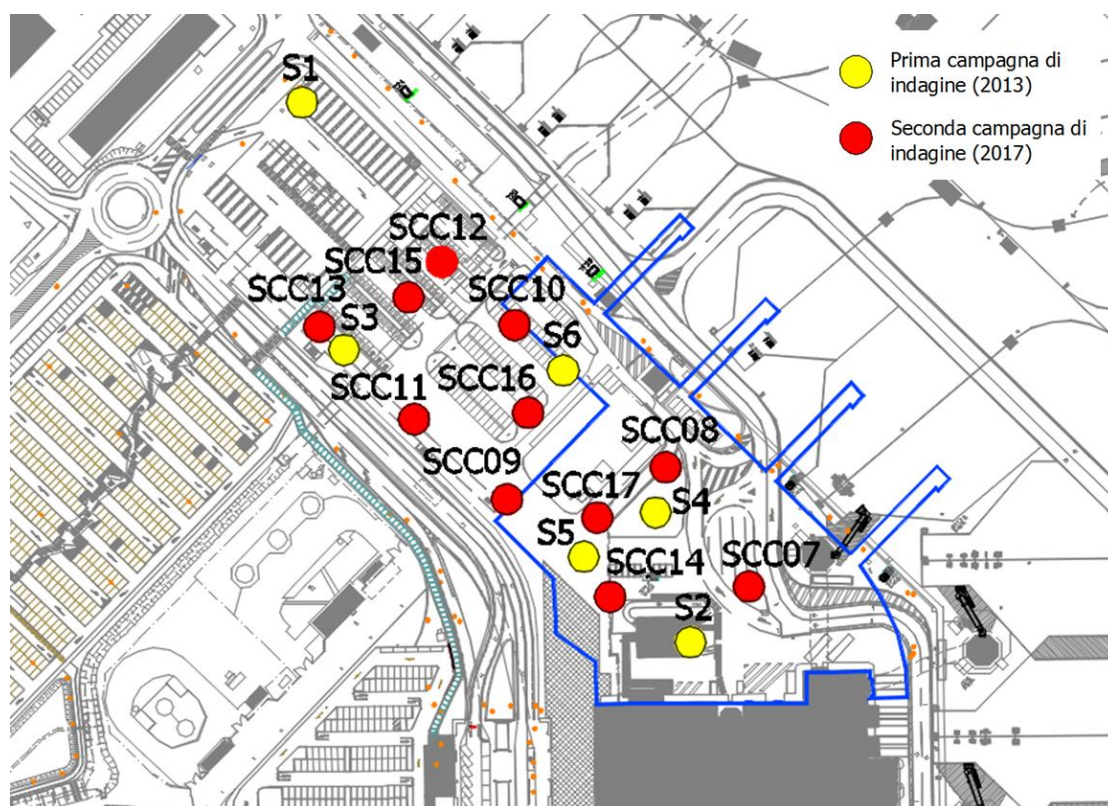 S1
Prima campagna di
indagine (2013)
Seconda campagna di
indagine (2017)
SCC12
SCC15
SCC13
SCC10
S3
S6
SCC11
SCC16
SCC08
SCC09
SCC17
S4
S5
SCC14
SCC07
S2